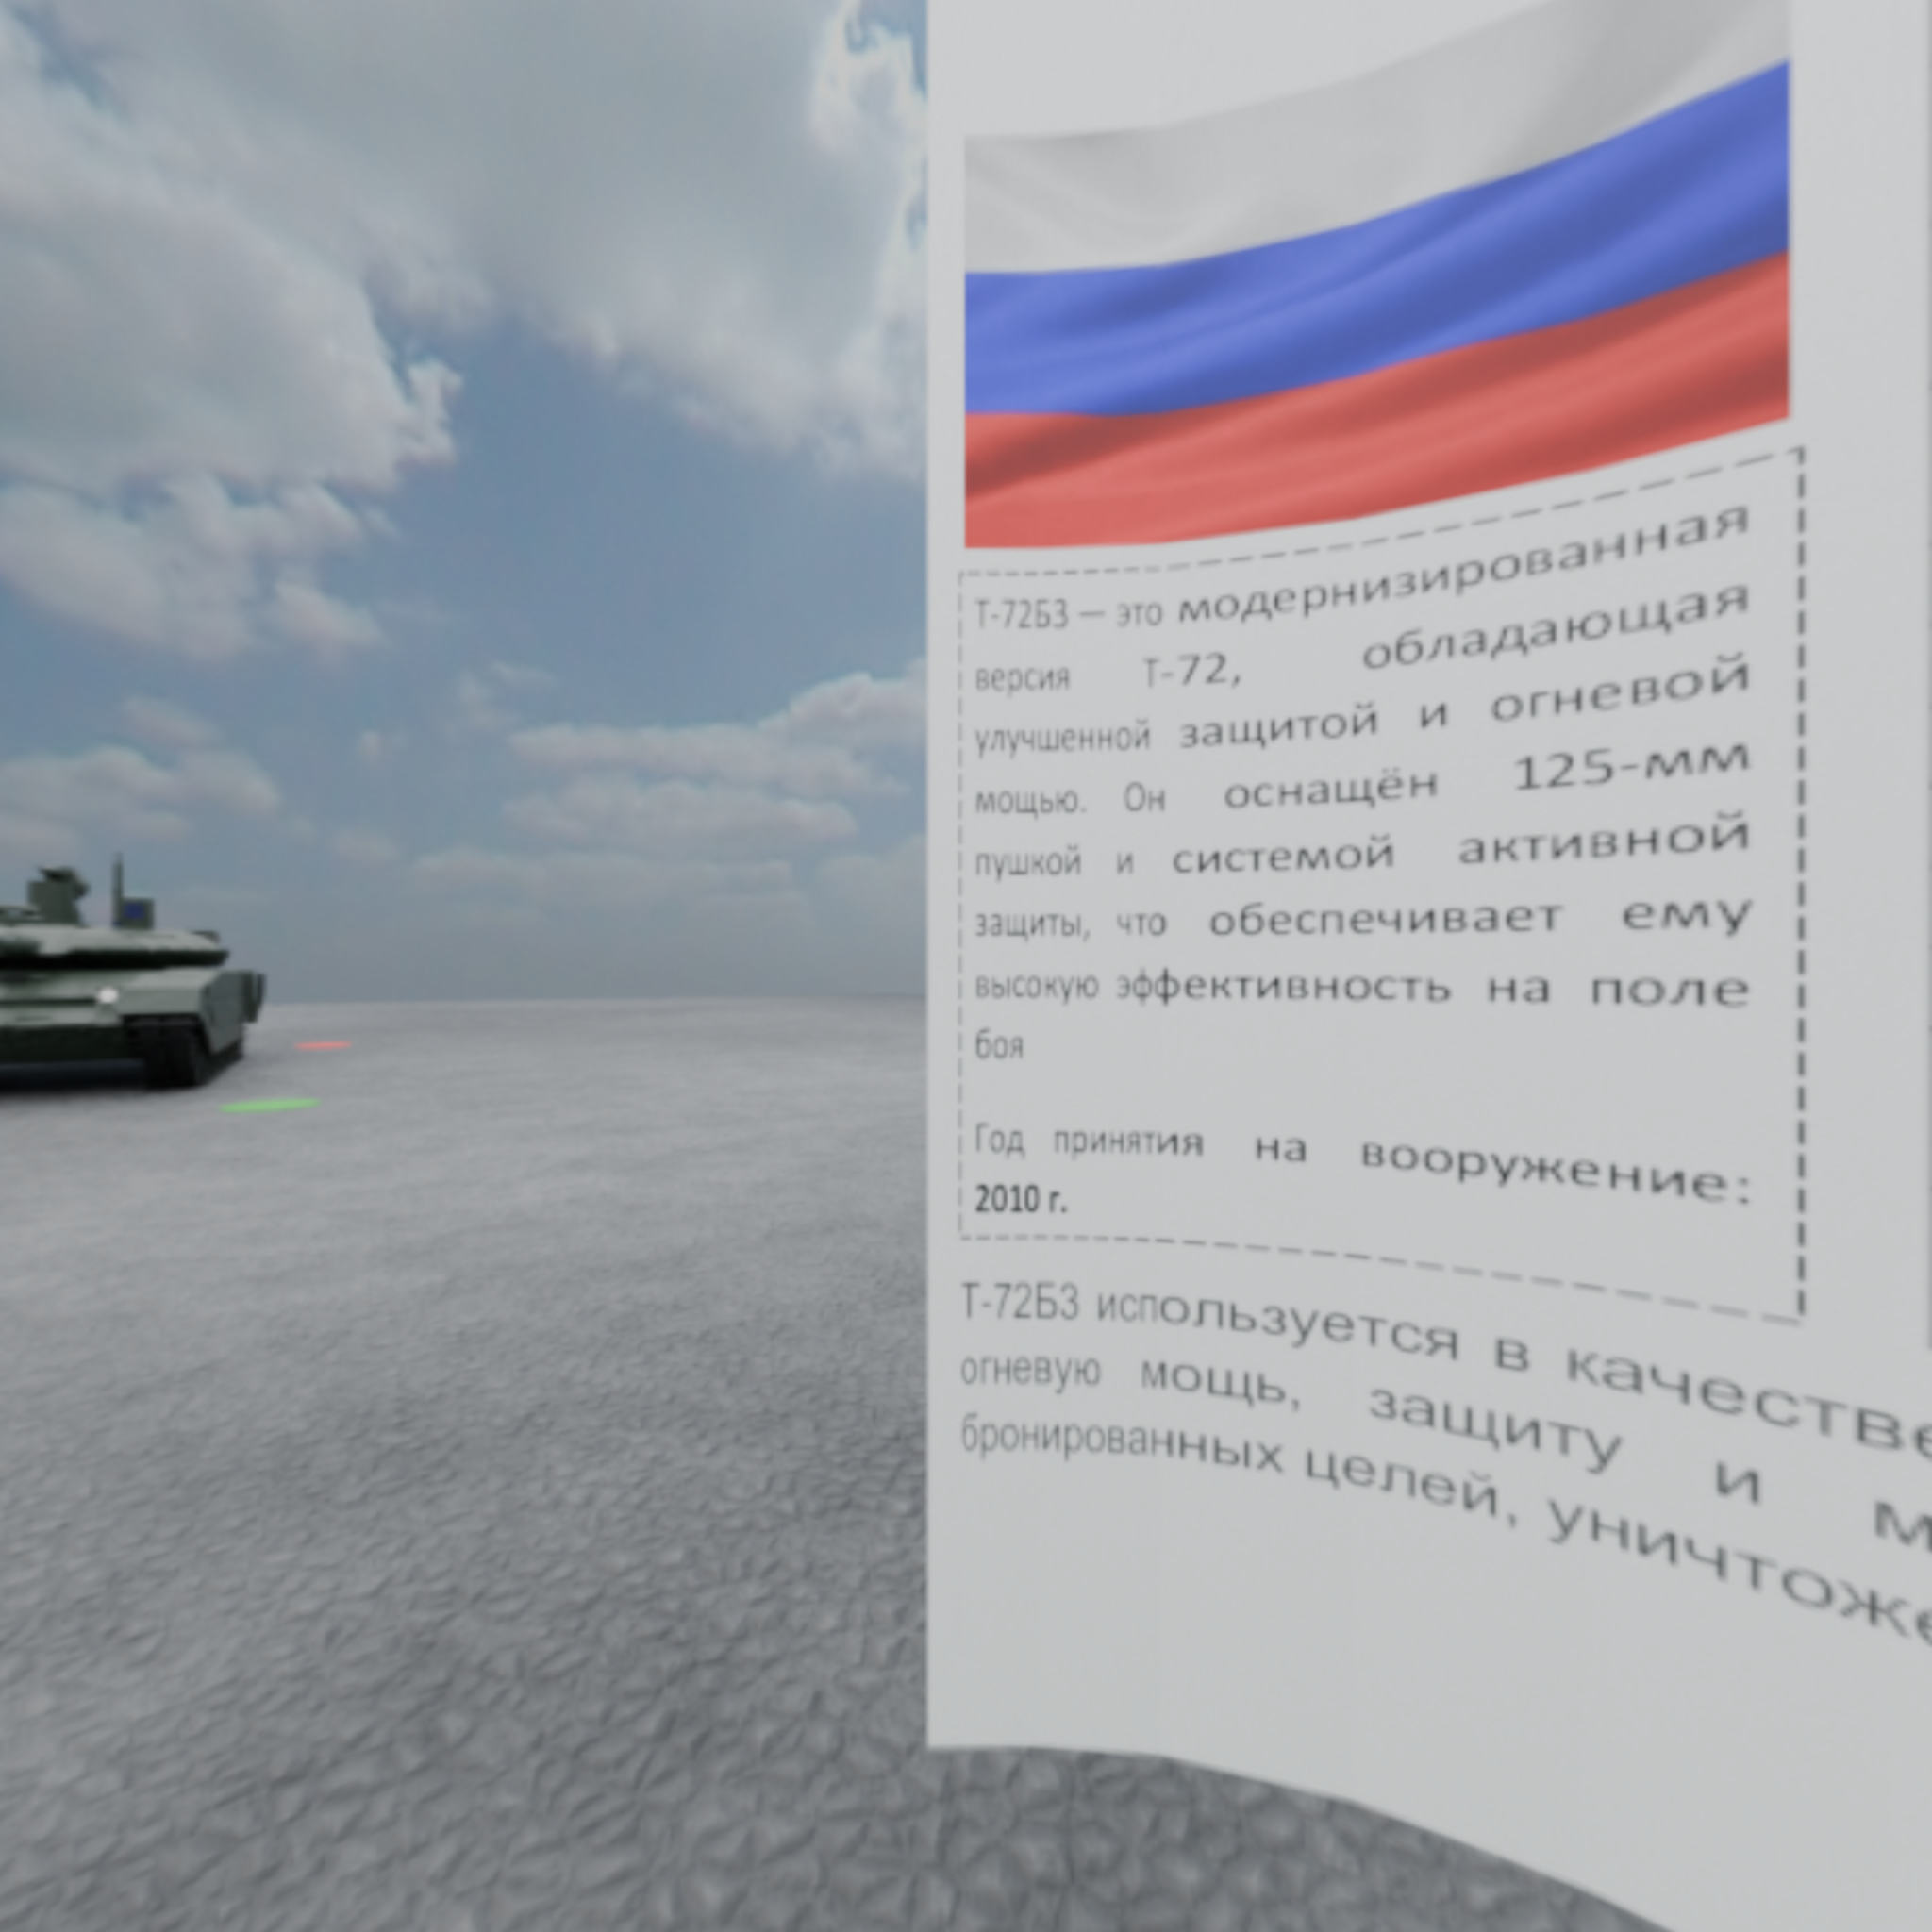 Т-72Б3 — это модернизированная
версия Т-72, обладающая
улучшенной защитой и огневой
мощью. Он оснащён 125-мм
пушкой и системой активной
защиты, что обеспечивает ему
высокую эффективность на поле
боя
Год принятия на вооружение:
2010 г.
Т-72Б3 используется в качестве
огневую мощь, защиту и
бронированных целей,